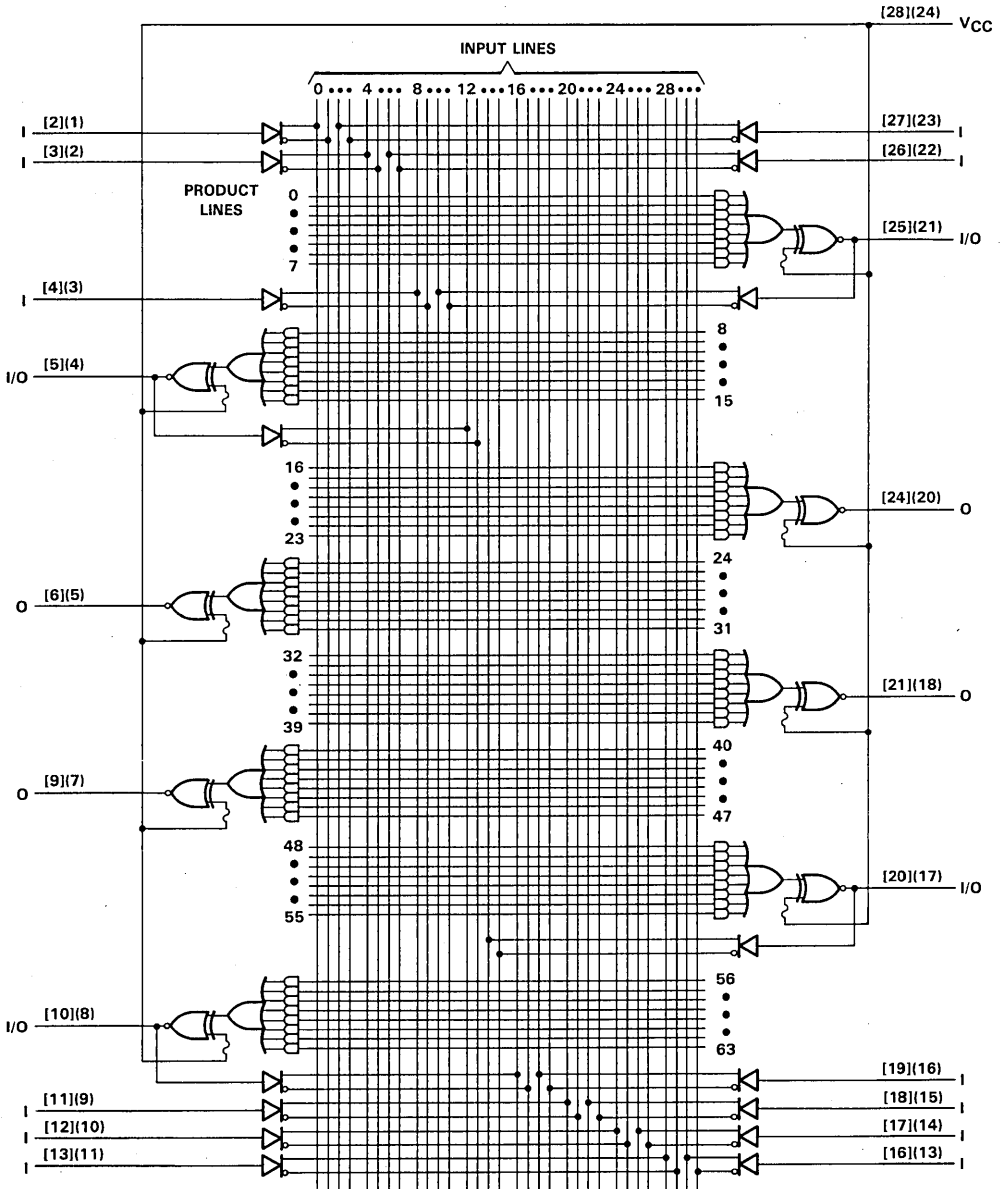 [28](24) VCC
INPUT LINES
0 ••• 4 ••• 8 ••• 12 ••• 16 ••• 20 ••• 24 ••• 28 •••
I [2](1) [27](23) I
I [3](2) [26](22) I
PRODUCT
LINES
0
•
•
•
7
[25](21) I/O
I [4](3)
8
•
•
•
15
I/O [5](4)
16
•
•
•
23
[24](20) O
24
•
•
•
31
O [6](5)
32
•
•
•
39
[21](18) O
40
•
•
•
47
O [9](7)
48
•
•
•
55
[20](17) I/O
56
•
•
•
63
I/O [10](8)
[19](16) I
I [11](9) [18](15) I
I [12](10) [17](14) I
I [13](11) [16](13) I